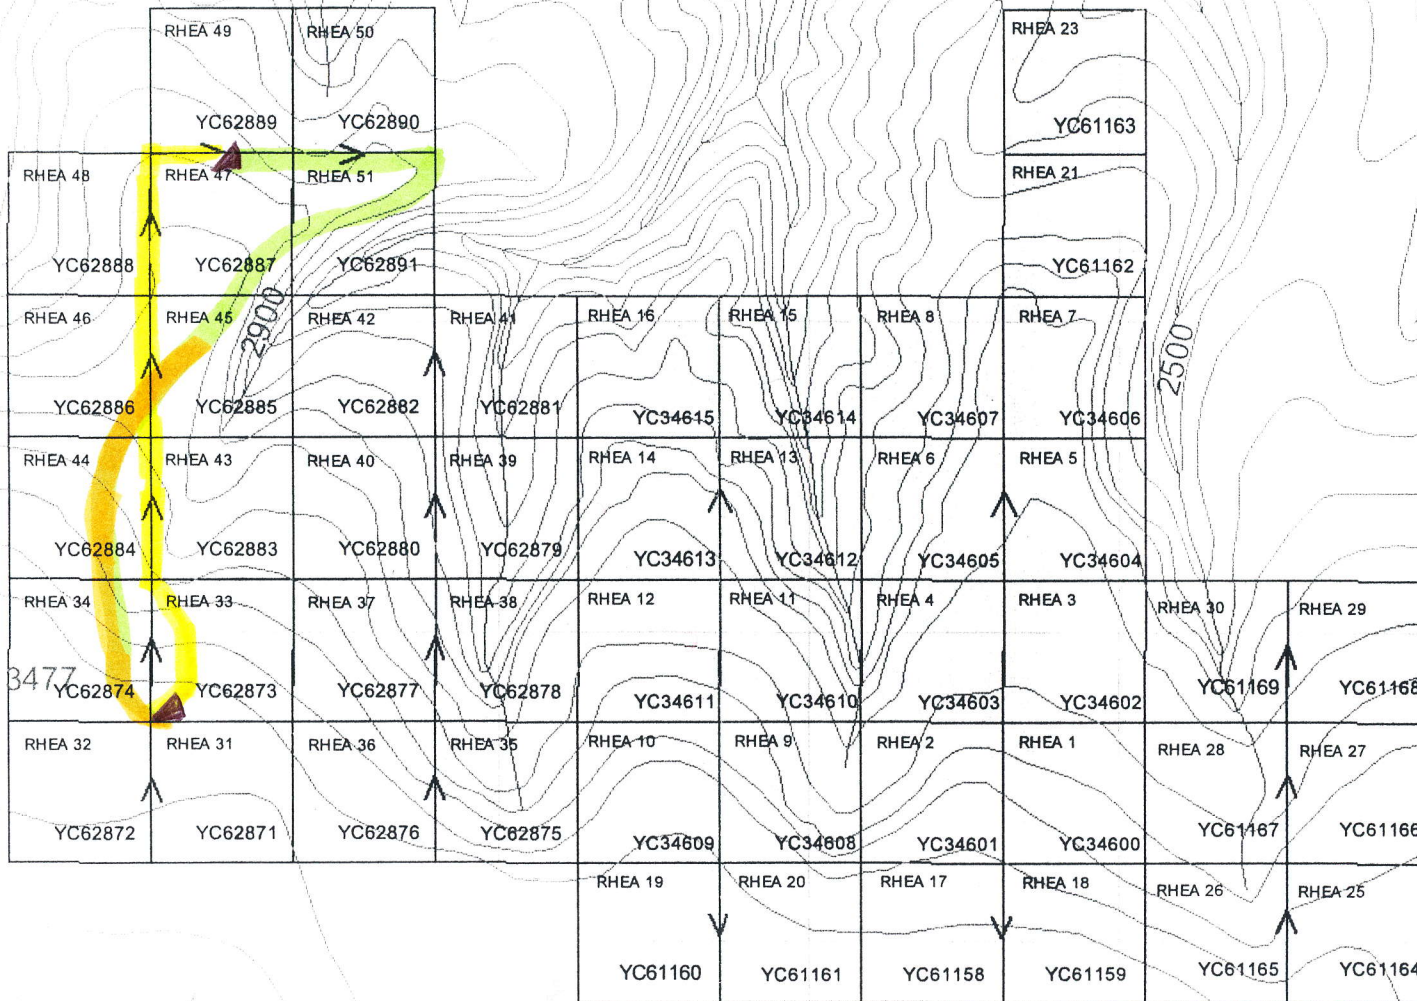 RHEA 49 RHEA 50 RHEA 23
YC62889 YC62890 YC61163
RHEA 48 RHEA 47 RHEA 51 RHEA 21
YC62888 YC62887 YC62891 YC61162
RHEA 46 RHEA 45 2900 RHEA 42 RHEA 41 RHEA 16 RHEA 15 RHEA 8 RHEA 7 2500
YC62886 YC62885 YC62882 YC62881 YC34615 YC34614 YC34607 YC34606
RHEA 44 RHEA 43 RHEA 40 RHEA 39 RHEA 14 RHEA 13 RHEA 6 RHEA 5
YC62884 YC62883 YC62880 YC62879 YC34613 YC34612 YC34605 YC34604
RHEA 34 RHEA 33 RHEA 37 RHEA 38 RHEA 12 RHEA 11 RHEA 4 RHEA 3 RHEA 30 RHEA 29
3477 YC62874 YC62873 YC62877 YC62878 YC34611 YC34610 YC34603 YC34602 YC61169 YC61168
RHEA 32 RHEA 31 RHEA 36 RHEA 35 RHEA 10 RHEA 9 RHEA 2 RHEA 1 RHEA 28 RHEA 27
YC62872 YC62871 YC62876 YC62875 YC34609 YC34608 YC34601 YC34600 YC61167 YC61166
RHEA 19 RHEA 20 RHEA 17 RHEA 18 RHEA 26 RHEA 25
YC61160 YC61161 YC61158 YC61159 YC61165 YC61164